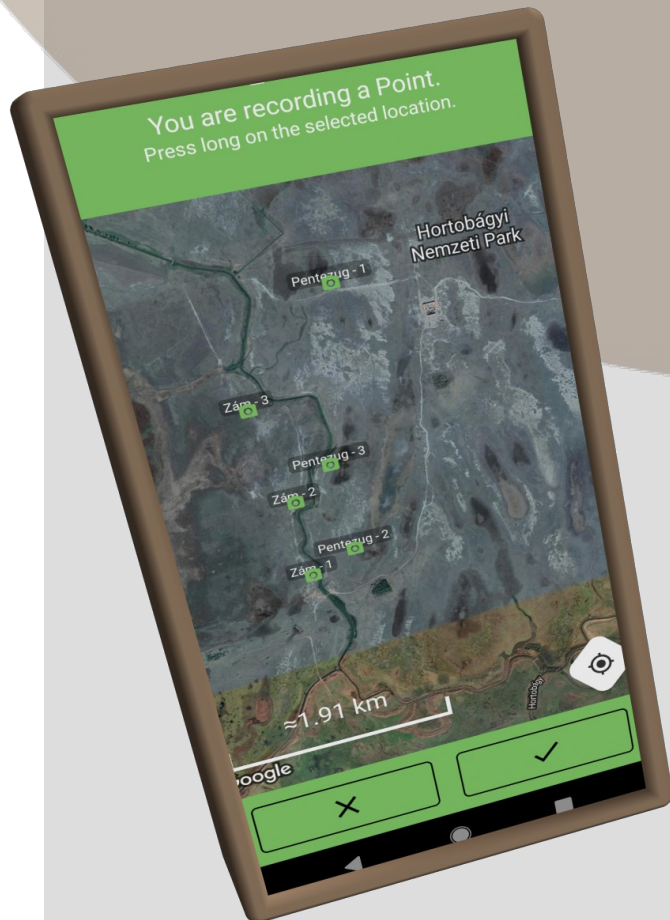 You are recording a Point.
Press long on the selected location.
Hortobágyi
Nemzeti Park
Pentezug - 1
Zám - 3
Pentezug - 3
Zám - 2
Pentezug - 2
Zám - 1
Hortobágy
≈1.91 km
oogle